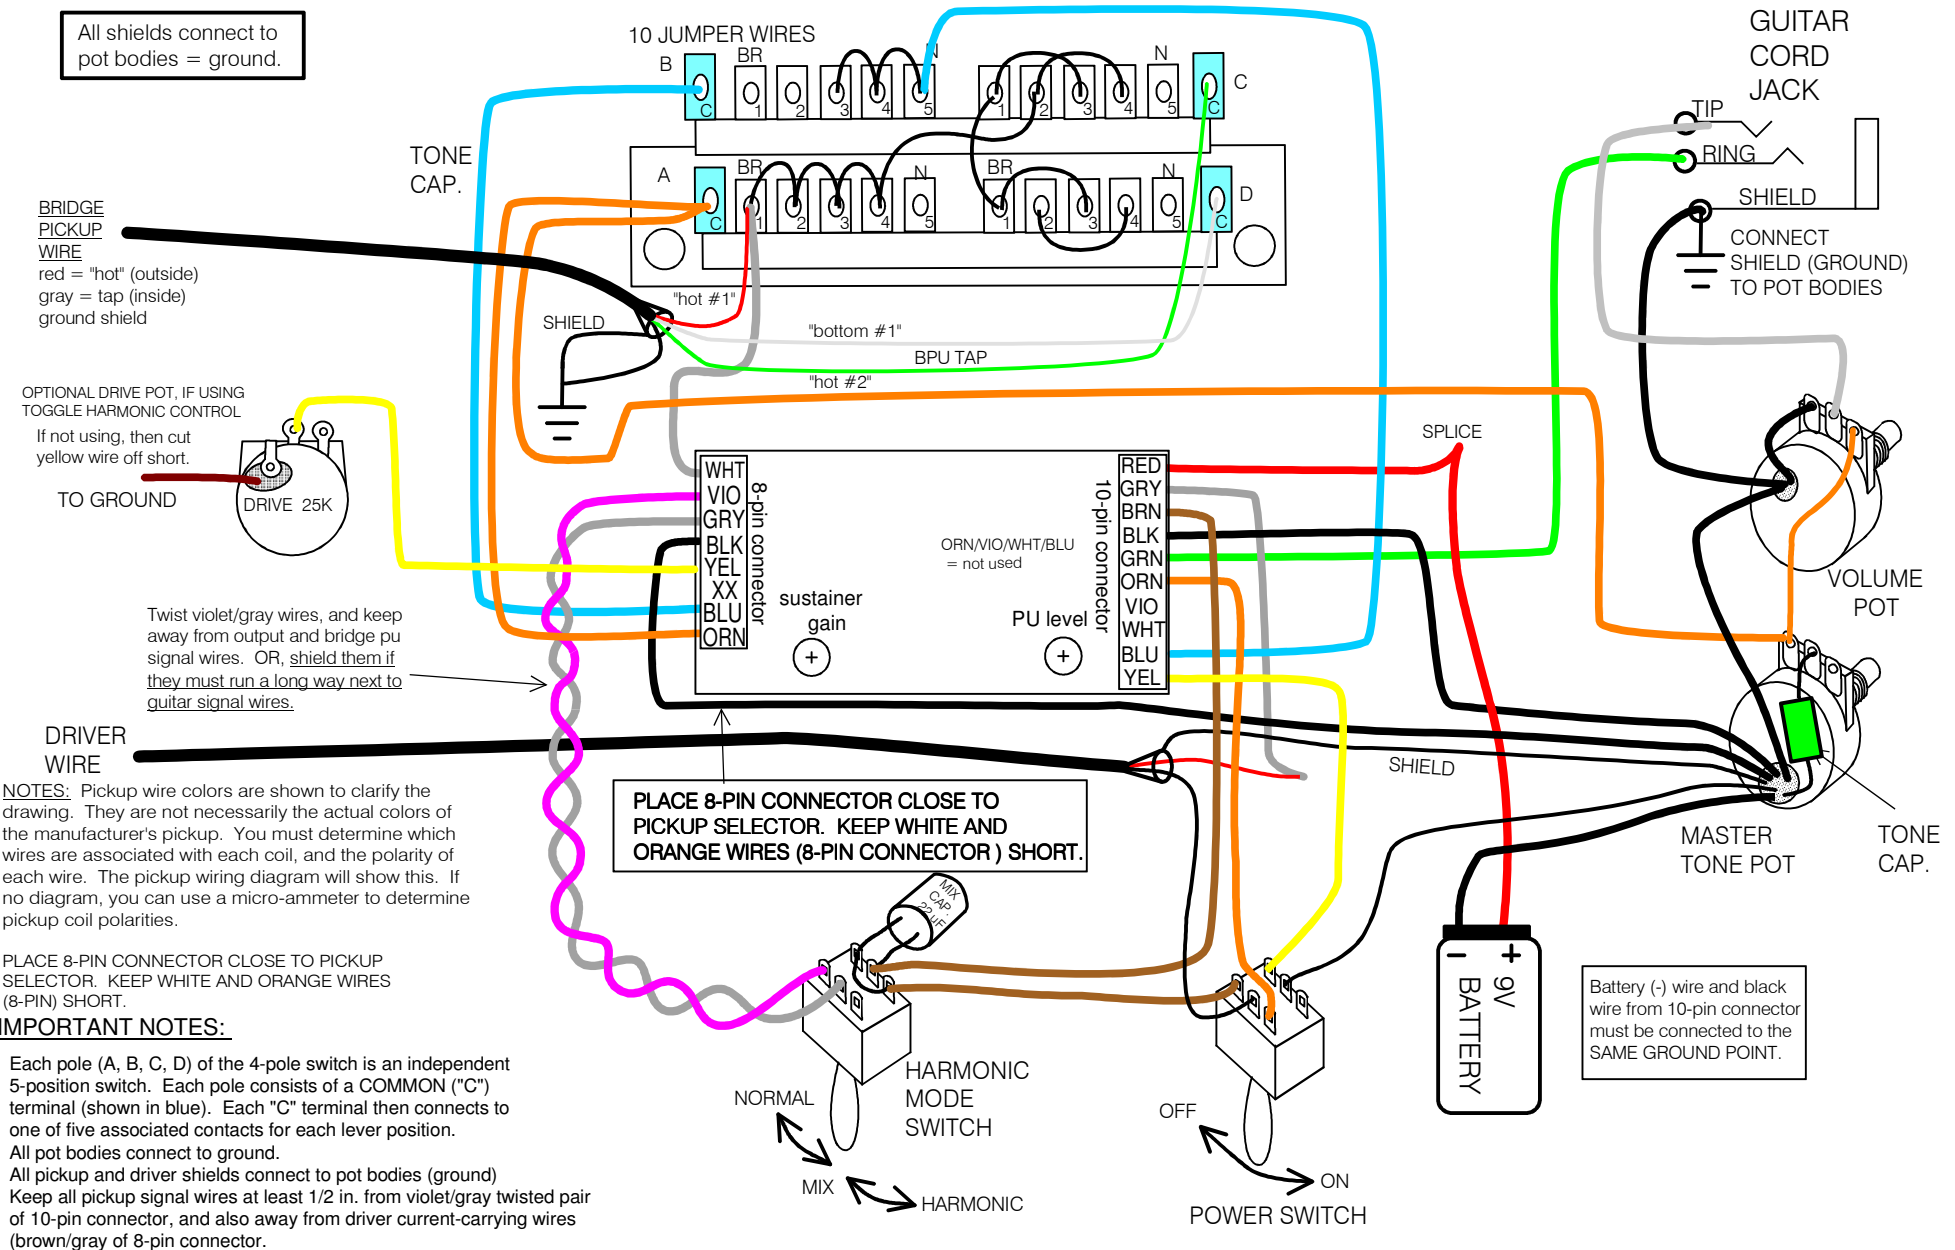 All shields connect to
pot bodies = ground.
10 JUMPER WIRES
B
BR
N
N
C
C
1
2
3
4
5
1
2
3
4
5
C
TONE
CAP.
A
BR
N
BR
N
D
C
1
2
3
4
5
1
2
3
4
5
C
GUITAR
CORD
JACK
TIP
RING
SHIELD
CONNECT
SHIELD (GROUND)
TO POT BODIES
BRIDGE
PICKUP
WIRE
red = "hot" (outside)
gray = tap (inside)
ground shield
SHIELD
"hot #1"
"bottom #1"
BPU TAP
"hot #2"
OPTIONAL DRIVE POT, IF USING
TOGGLE HARMONIC CONTROL
If not using, then cut
yellow wire off short.
TO GROUND
DRIVE 25K
WHT
VIO
GRY
BLK
YEL
XX
BLU
ORN
8-pin connector
sustainer
gain
ORN/VIO/WHT/BLU
= not used
PU level
10-pin connector
RED
GRY
BRN
BLK
GRN
ORN
VIO
WHT
BLU
YEL
SPLICE
VOLUME
POT
Twist violet/gray wires, and keep
away from output and bridge pu
signal wires. OR, shield them if
they must run a long way next to
guitar signal wires.
DRIVER
WIRE
SHIELD
MASTER
TONE POT
TONE
CAP.
PLACE 8-PIN CONNECTOR CLOSE TO
PICKUP SELECTOR. KEEP WHITE AND
ORANGE WIRES (8-PIN CONNECTOR ) SHORT.
NOTES: Pickup wire colors are shown to clarify the
drawing. They are not necessarily the actual colors of
the manufacturer's pickup. You must determine which
wires are associated with each coil, and the polarity of
each wire. The pickup wiring diagram will show this. If
no diagram, you can use a micro-ammeter to determine
pickup coil polarities.
PLACE 8-PIN CONNECTOR CLOSE TO PICKUP
SELECTOR. KEEP WHITE AND ORANGE WIRES
(8-PIN) SHORT.
MIX
CAP.
22 uF
- +
9V
BATTERY
Battery (-) wire and black
wire from 10-pin connector
must be connected to the
SAME GROUND POINT.
HARMONIC
MODE
SWITCH
NORMAL
MIX
HARMONIC
OFF
ON
POWER SWITCH
IMPORTANT NOTES:
Each pole (A, B, C, D) of the 4-pole switch is an independent
5-position switch. Each pole consists of a COMMON ("C")
terminal (shown in blue). Each "C" terminal then connects to
one of five associated contacts for each lever position.
All pot bodies connect to ground.
All pickup and driver shields connect to pot bodies (ground)
Keep all pickup signal wires at least 1/2 in. from violet/gray twisted pair
of 10-pin connector, and also away from driver current-carrying wires
(brown/gray of 8-pin connector.